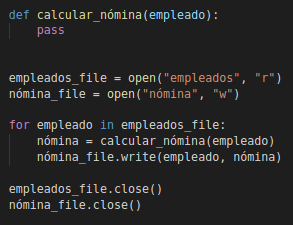 def calcular_nómina(empleado):
    pass
empleados_file = open("empleados", "r")
nómina_file = open("nómina", "w")
for empleado in empleados_file:
    nómina = calcular_nómina(empleado)
    nómina_file.write(empleado, nómina)
empleados_file.close()
nómina_file.close()